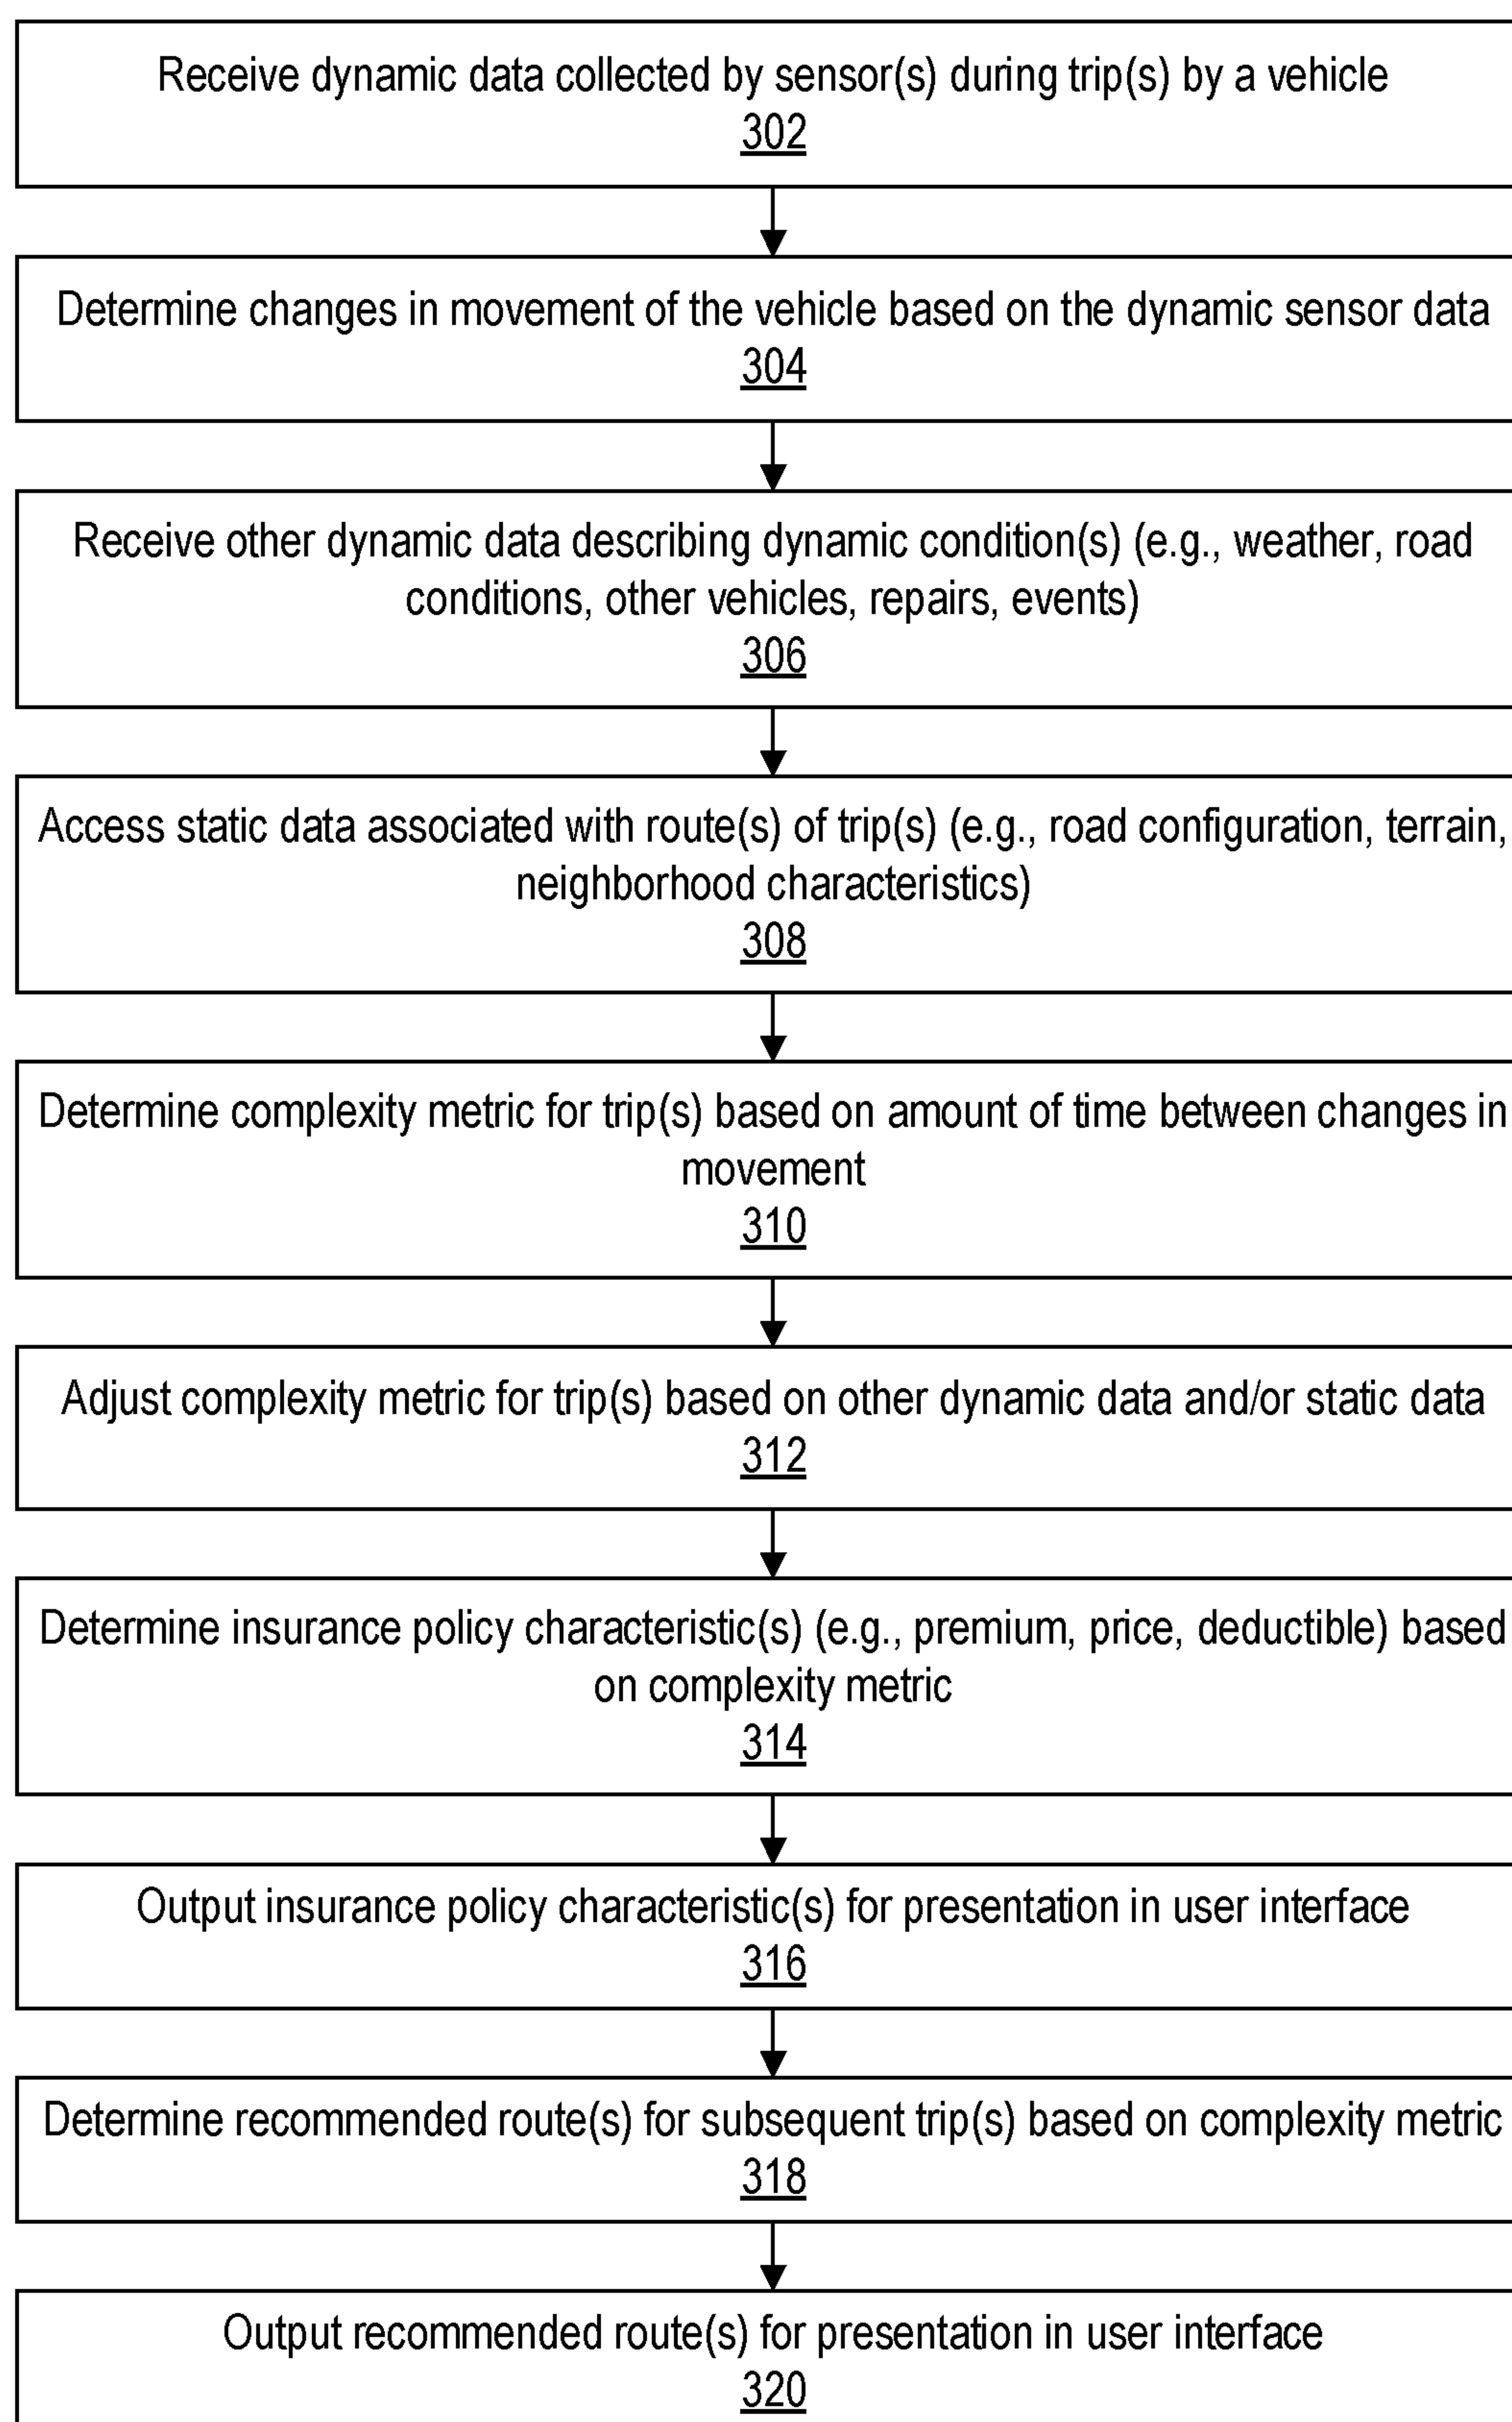 Receive dynamic data collected by sensor(s) during trip(s) by a vehicle
302
Determine changes in movement of the vehicle based on the dynamic sensor data
304
Receive other dynamic data describing dynamic condition(s) (e.g., weather, road
conditions, other vehicles, repairs, events)
306
Access static data associated with route(s) of trip(s) (e.g., road configuration, terrain,
neighborhood characteristics)
308
Determine complexity metric for trip(s) based on amount of time between changes in
movement
310
Adjust complexity metric for trip(s) based on other dynamic data and/or static data
312
Determine insurance policy characteristic(s) (e.g., premium, price, deductible) based
on complexity metric
314
Output insurance policy characteristic(s) for presentation in user interface
316
Determine recommended route(s) for subsequent trip(s) based on complexity metric
318
Output recommended route(s) for presentation in user interface
320